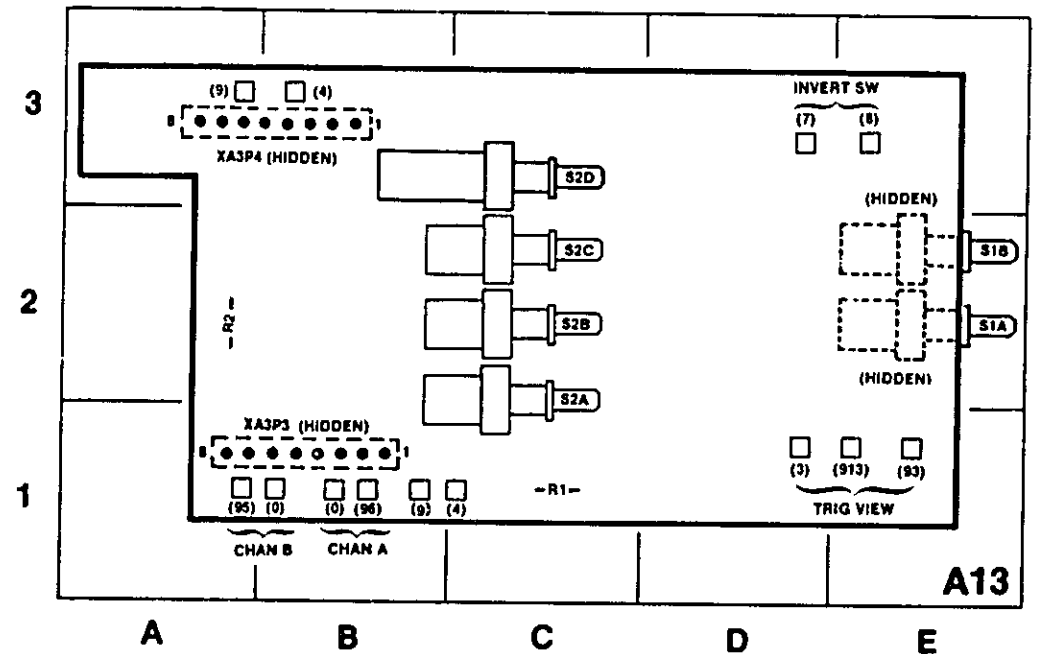 3
(9) (4)
8 1
XA3P4 (HIDDEN)
INVERT SW
(7) (8)
S2D
(HIDDEN)
S2C
S1B
2
-R2-
S2B
S1A
(HIDDEN)
S2A
XA3P3 (HIDDEN)
8 1
1
(95) (0) (0) (96) (9) (4)
-R1-
(3) (913) (93)
TRIG VIEW
CHAN B CHAN A
A13
A B C D E